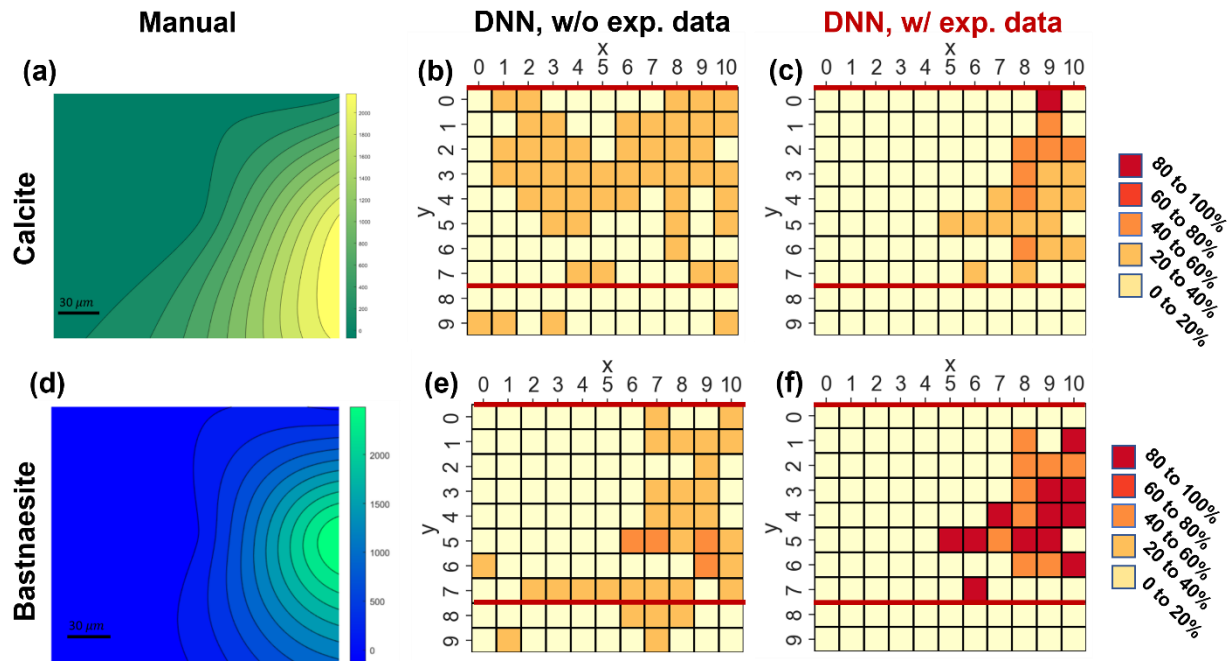 Manual
DNN, w/o exp. data
DNN, w/ exp. data
Calcite
(a)
2000
1800
1600
1400
1200
1000
800
600
400
200
0
30 μm
(b)
x
0 1 2 3 4 5 6 7 8 9 10
y
0
1
2
3
4
5
6
7
8
9
(c)
x
0 1 2 3 4 5 6 7 8 9 10
y
0
1
2
3
4
5
6
7
8
9
80 to 100%
60 to 80%
40 to 60%
20 to 40%
0 to 20%
Bastnaesite
(d)
2000
1500
1000
500
0
30 μm
(e)
x
0 1 2 3 4 5 6 7 8 9 10
y
0
1
2
3
4
5
6
7
8
9
(f)
x
0 1 2 3 4 5 6 7 8 9 10
y
0
1
2
3
4
5
6
7
8
9
80 to 100%
60 to 80%
40 to 60%
20 to 40%
0 to 20%